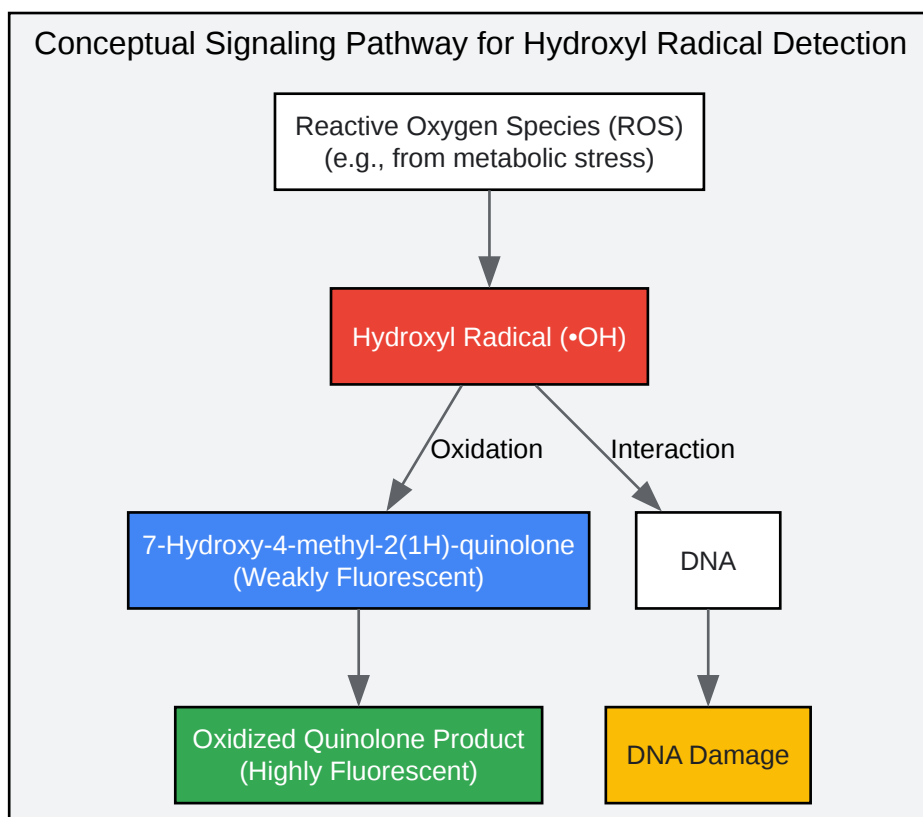 Conceptual Signaling Pathway for Hydroxyl Radical Detection
Reactive Oxygen Species (ROS)
(e.g., from metabolic stress)
Hydroxyl Radical (•OH)
Oxidation
Interaction
7-Hydroxy-4-methyl-2(1H)-quinolone
(Weakly Fluorescent)
DNA
Oxidized Quinolone Product
(Highly Fluorescent)
DNA Damage